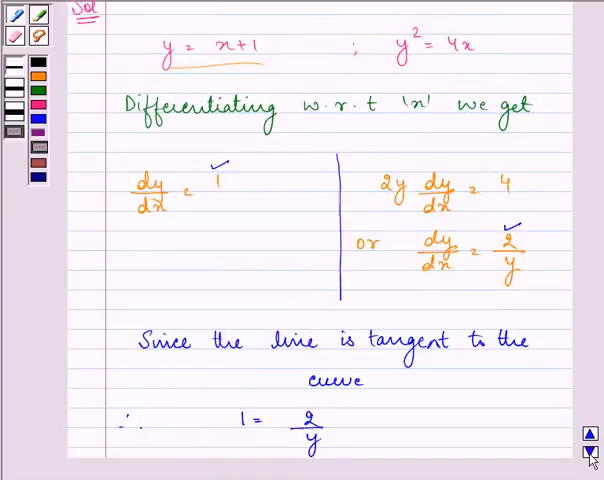 Sol
y = x+1 ; y² = 4x
Differentiating w.r.t 'x' we get
dy/dx = 1
2y dy/dx = 4
or dy/dx = 2/y
Since the line is tangent to the
curve
∴ 1 = 2/y